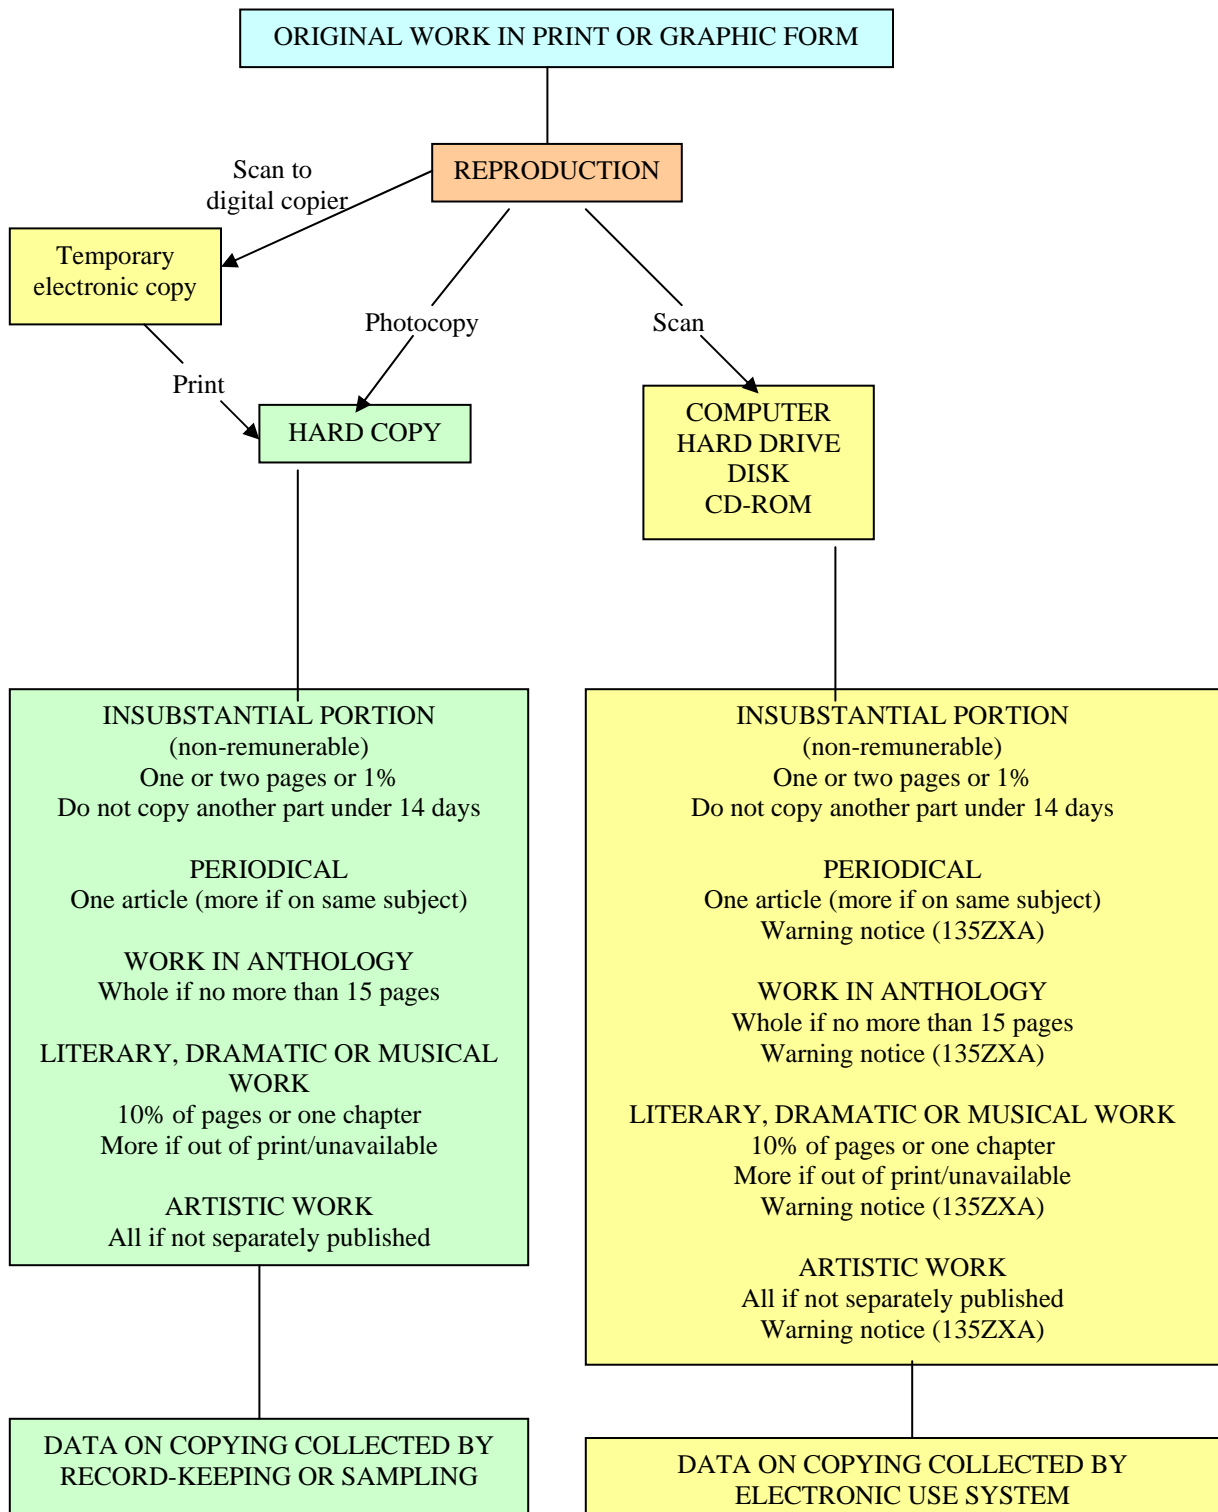 ORIGINAL WORK IN PRINT OR GRAPHIC FORM
REPRODUCTION
Scan to
digital copier
Temporary
electronic copy
Photocopy
Scan
Print
HARD COPY
COMPUTER
HARD DRIVE
DISK
CD-ROM
INSUBSTANTIAL PORTION
(non-remunerable)
One or two pages or 1%
Do not copy another part under 14 days
PERIODICAL
One article (more if on same subject)
WORK IN ANTHOLOGY
Whole if no more than 15 pages
LITERARY, DRAMATIC OR MUSICAL
WORK
10% of pages or one chapter
More if out of print/unavailable
ARTISTIC WORK
All if not separately published
INSUBSTANTIAL PORTION
(non-remunerable)
One or two pages or 1%
Do not copy another part under 14 days
PERIODICAL
One article (more if on same subject)
Warning notice (135ZXA)
WORK IN ANTHOLOGY
Whole if no more than 15 pages
Warning notice (135ZXA)
LITERARY, DRAMATIC OR MUSICAL WORK
10% of pages or one chapter
More if out of print/unavailable
Warning notice (135ZXA)
ARTISTIC WORK
All if not separately published
Warning notice (135ZXA)
DATA ON COPYING COLLECTED BY
RECORD-KEEPING OR SAMPLING
DATA ON COPYING COLLECTED BY
ELECTRONIC USE SYSTEM